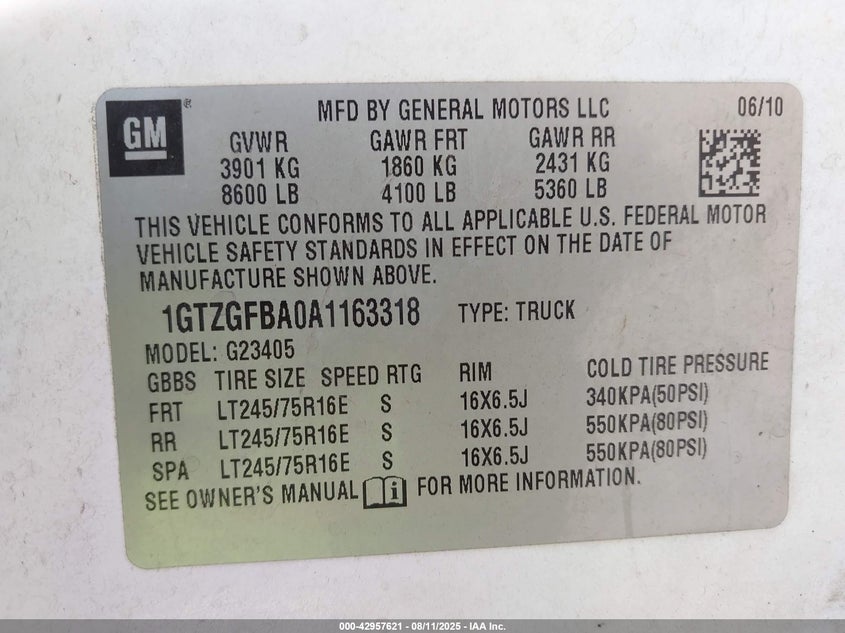 GM ®
MFD BY GENERAL MOTORS LLC 06/10
GVWR GAWR FRT GAWR RR
3901 KG 1860 KG 2431 KG
8600 LB 4100 LB 5360 LB
THIS VEHICLE CONFORMS TO ALL APPLICABLE U.S. FEDERAL MOTOR
VEHICLE SAFETY STANDARDS IN EFFECT ON THE DATE OF
MANUFACTURE SHOWN ABOVE.
1GTZGFBA0A1163318 TYPE: TRUCK
MODEL: G23405
GBBS TIRE SIZE SPEED RTG RIM COLD TIRE PRESSURE
FRT LT245/75R16E S 16X6.5J 340KPA(50PSI)
RR LT245/75R16E S 16X6.5J 550KPA(80PSI)
SPA LT245/75R16E S 16X6.5J 550KPA(80PSI)
SEE OWNER'S MANUAL i FOR MORE INFORMATION.
000-42957621 - 08/11/2025 - IAA Inc.